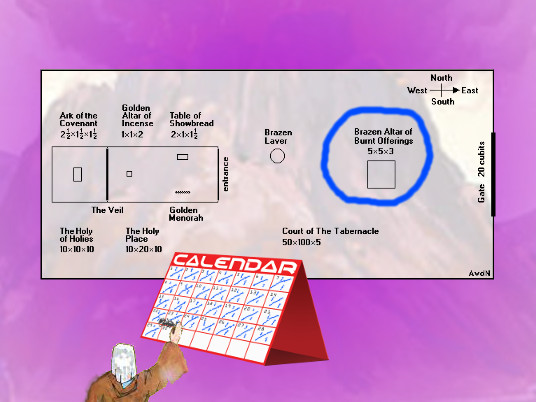 North
West East
South
Ark of the
Covenant
2½×1½×1½
Golden
Altar of
Incense
1×1×2
Table of
Showbread
2×1×1½
Brazen
Laver
Brazen Altar of
Burnt Offerings
5×5×3
entrance
Gate 20 cubits
The Veil
Golden
Menorah
The Holy
of Holies
10×10×10
The Holy
Place
10×20×10
Court of The Tabernacle
50×100×5
AvdN
CALENDAR